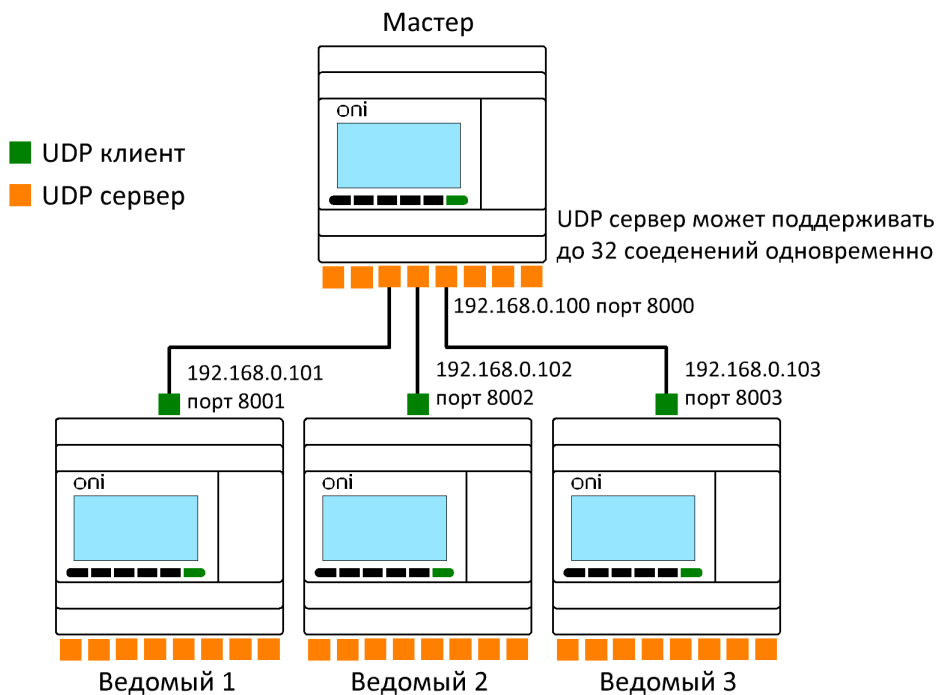 Мастер
oni
UDP клиент
UDP сервер
UDP сервер может поддерживать
до 32 соеденений одновременно
192.168.0.100 порт 8000
192.168.0.101
порт 8001
192.168.0.102
порт 8002
192.168.0.103
порт 8003
oni
oni
oni
Ведомый 1
Ведомый 2
Ведомый 3